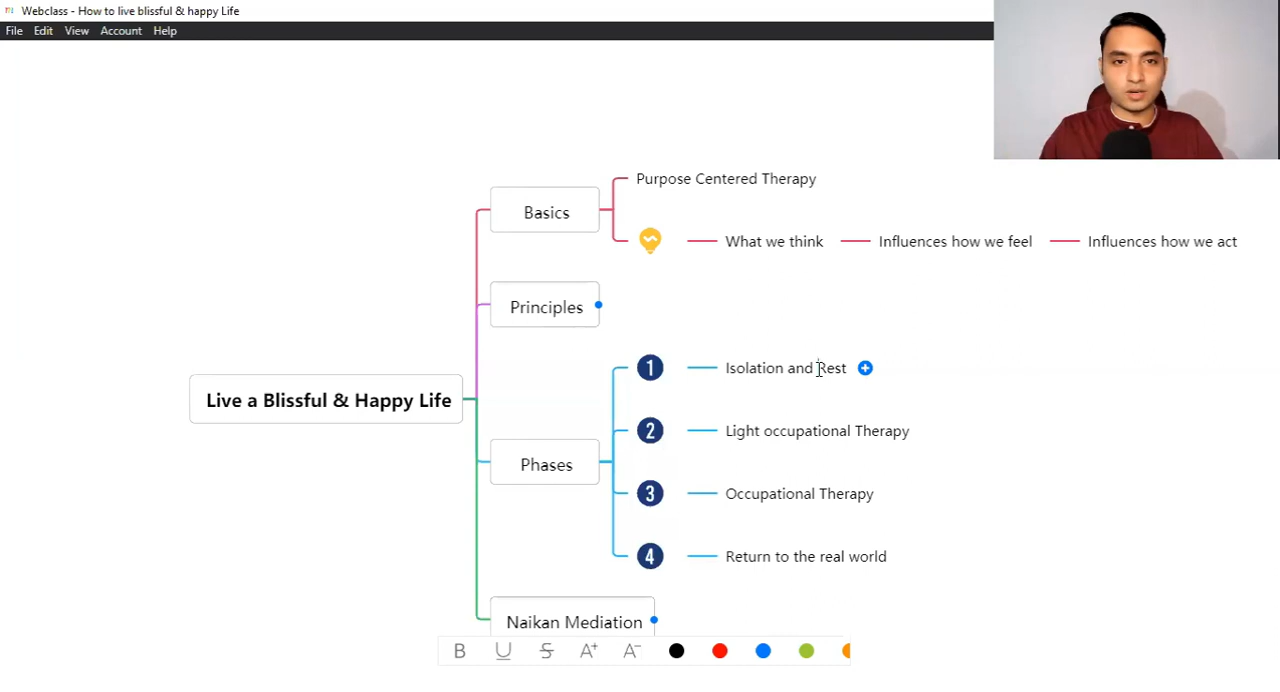 Webclass - How to live blissful & happy Life
File Edit View Account Help
Purpose Centered Therapy
Basics
What we think Influences how we feel Influences how we act
Principles
1 Isolation and Rest
Live a Blissful & Happy Life
2 Light occupational Therapy
Phases
3 Occupational Therapy
4 Return to the real world
Naikan Mediation
B U S A+ A-